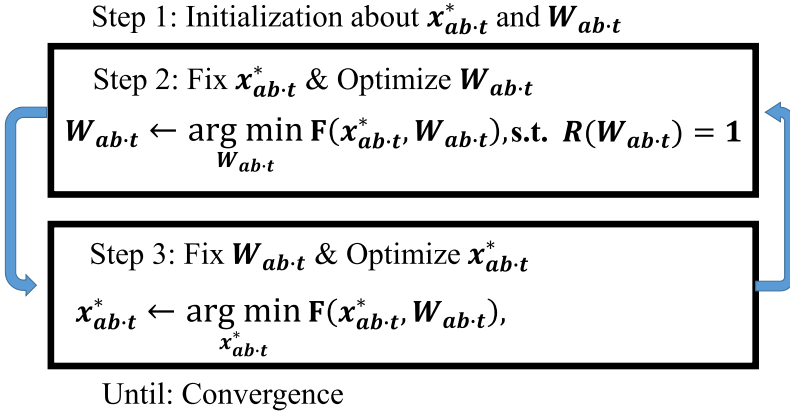 Step 1: Initialization about x*ab·t and Wab·t
Step 2: Fix x*ab·t & Optimize Wab·t
Wab·t ← arg min F(x*ab·t, Wab·t), s.t. R(Wab·t) = 1
Wab·t
Step 3: Fix Wab·t & Optimize x*ab·t
x*ab·t ← arg min F(x*ab·t, Wab·t),
x*ab·t
Until: Convergence